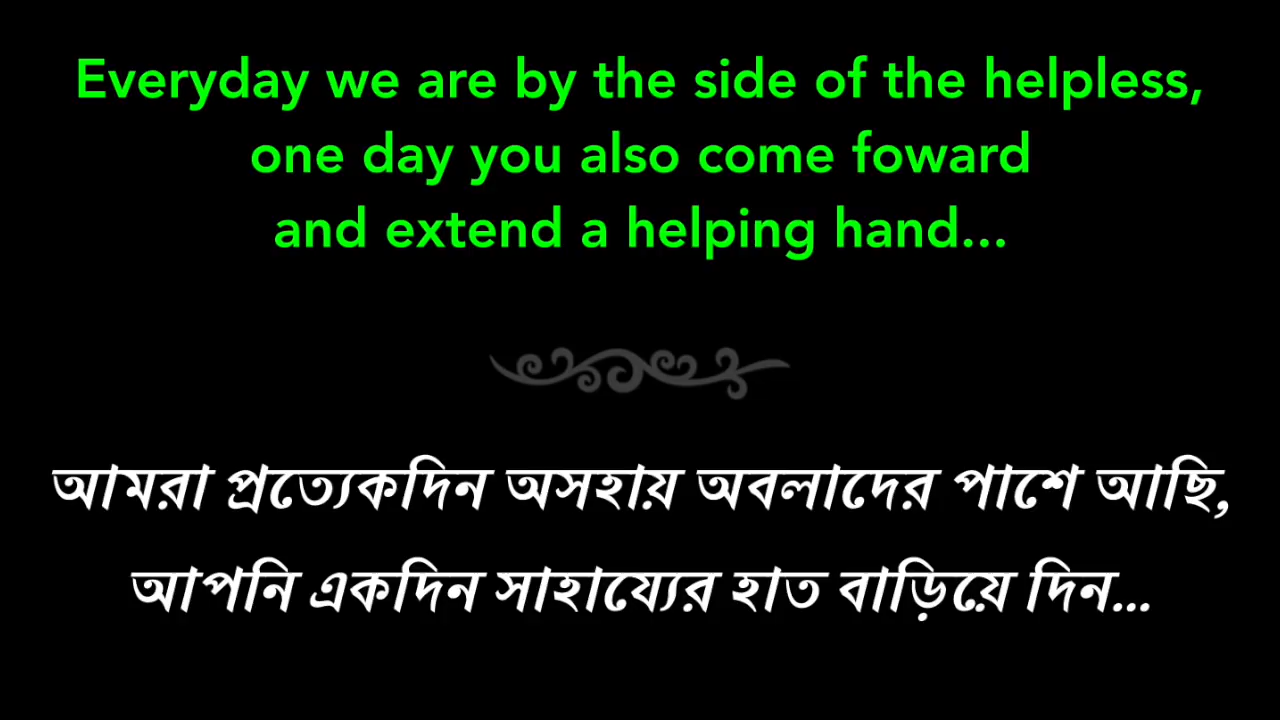 Everyday we are by the side of the helpless,
one day you also come foward
and extend a helping hand...
আমরা প্রত্যেকদিন অসহায় অবলাদের পাশে আছি,
আপনি একদিন সাহায্যের হাত বাড়িয়ে দিন...